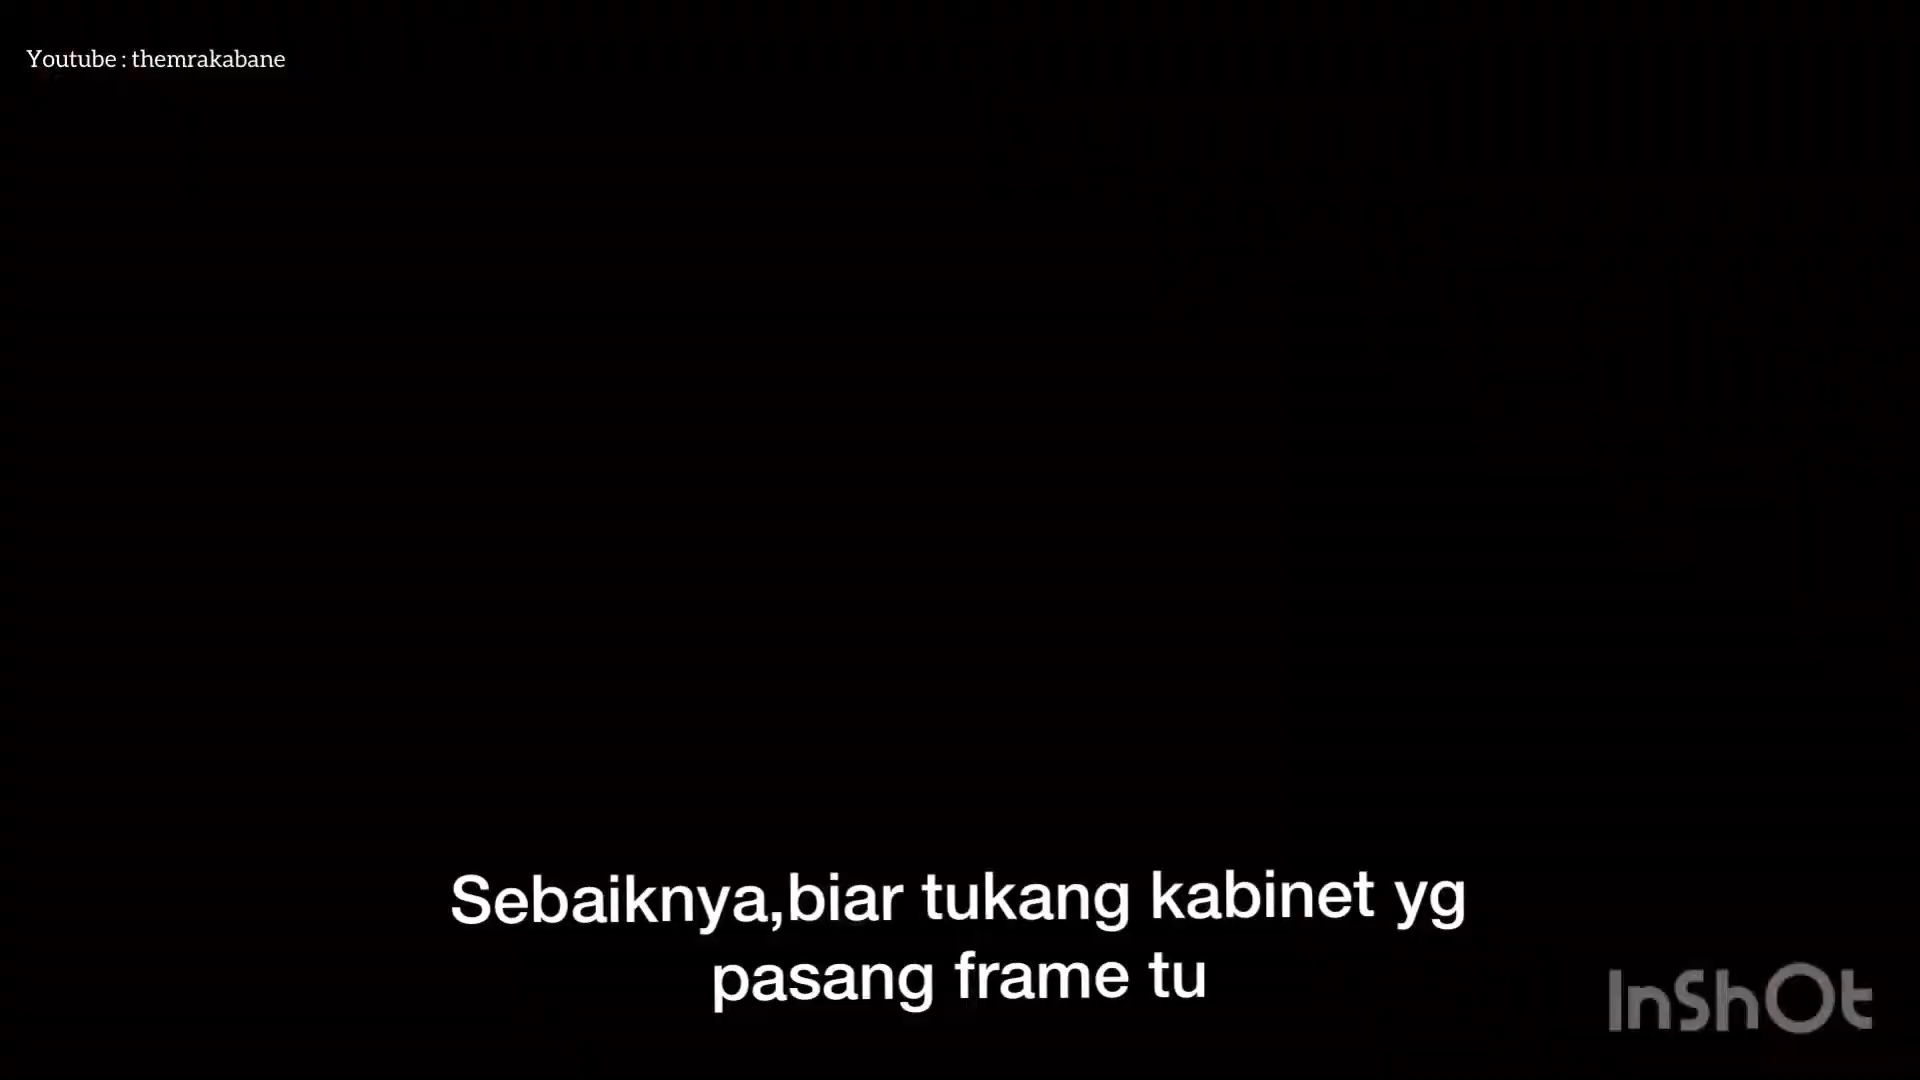 Youtube : themrakabane
Sebaiknya,biar tukang kabinet yg
pasang frame tu
InShOt